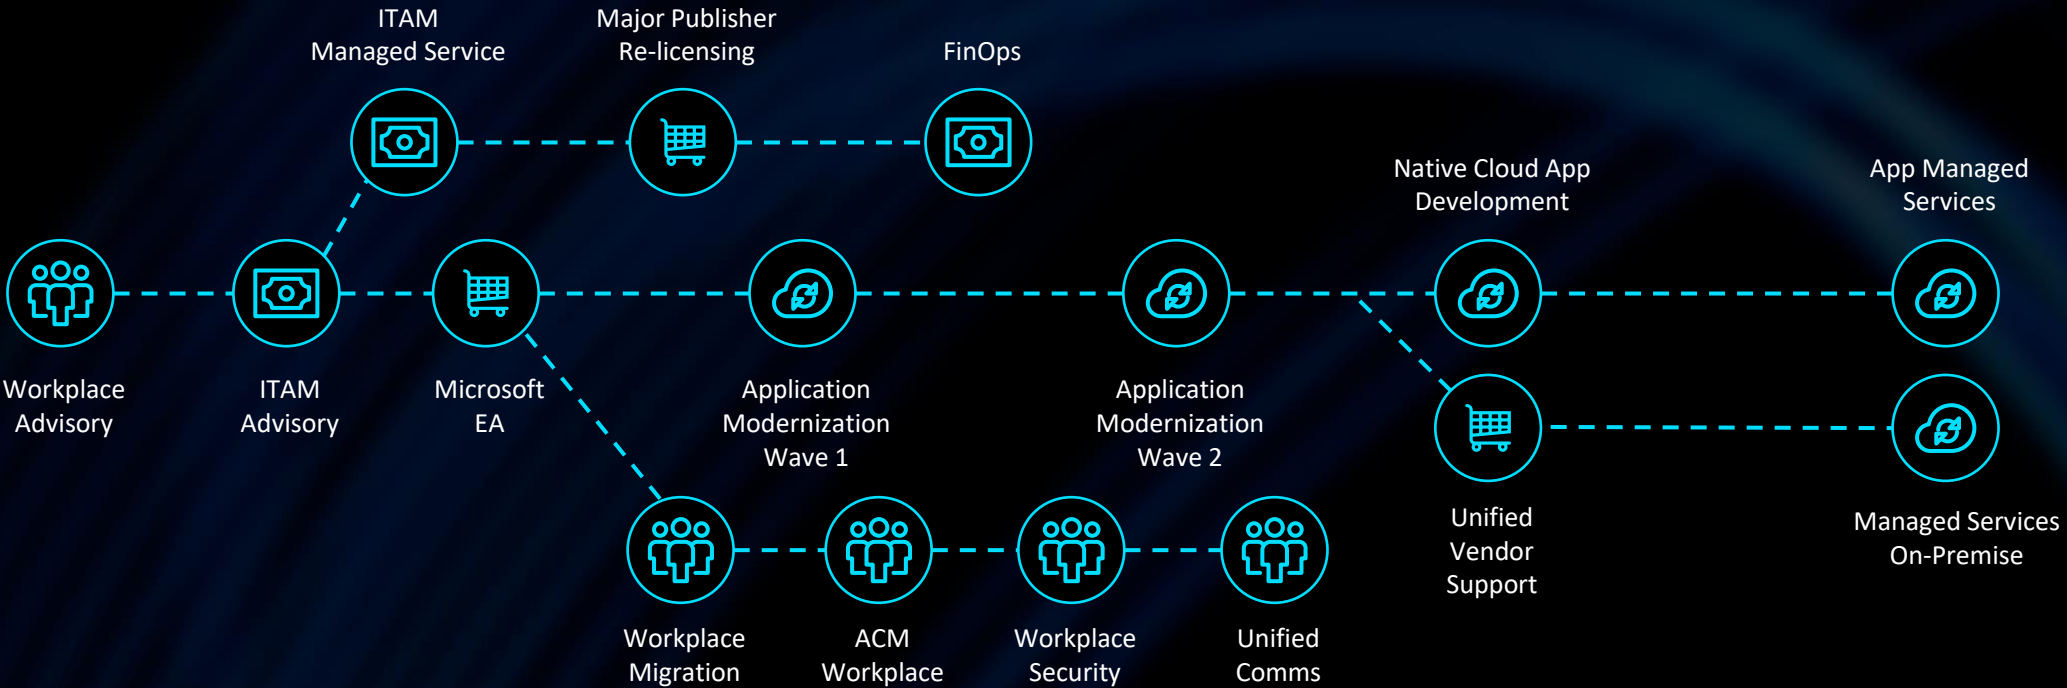 ITAM
Managed Service
Major Publisher
Re-licensing
FinOps
Native Cloud App
Development
App Managed
Services
Workplace
Advisory
ITAM
Advisory
Microsoft
EA
Application
Modernization
Wave 1
Application
Modernization
Wave 2
Unified
Vendor
Support
Managed Services
On-Premise
Workplace
Migration
ACM
Workplace
Workplace
Security
Unified
Comms